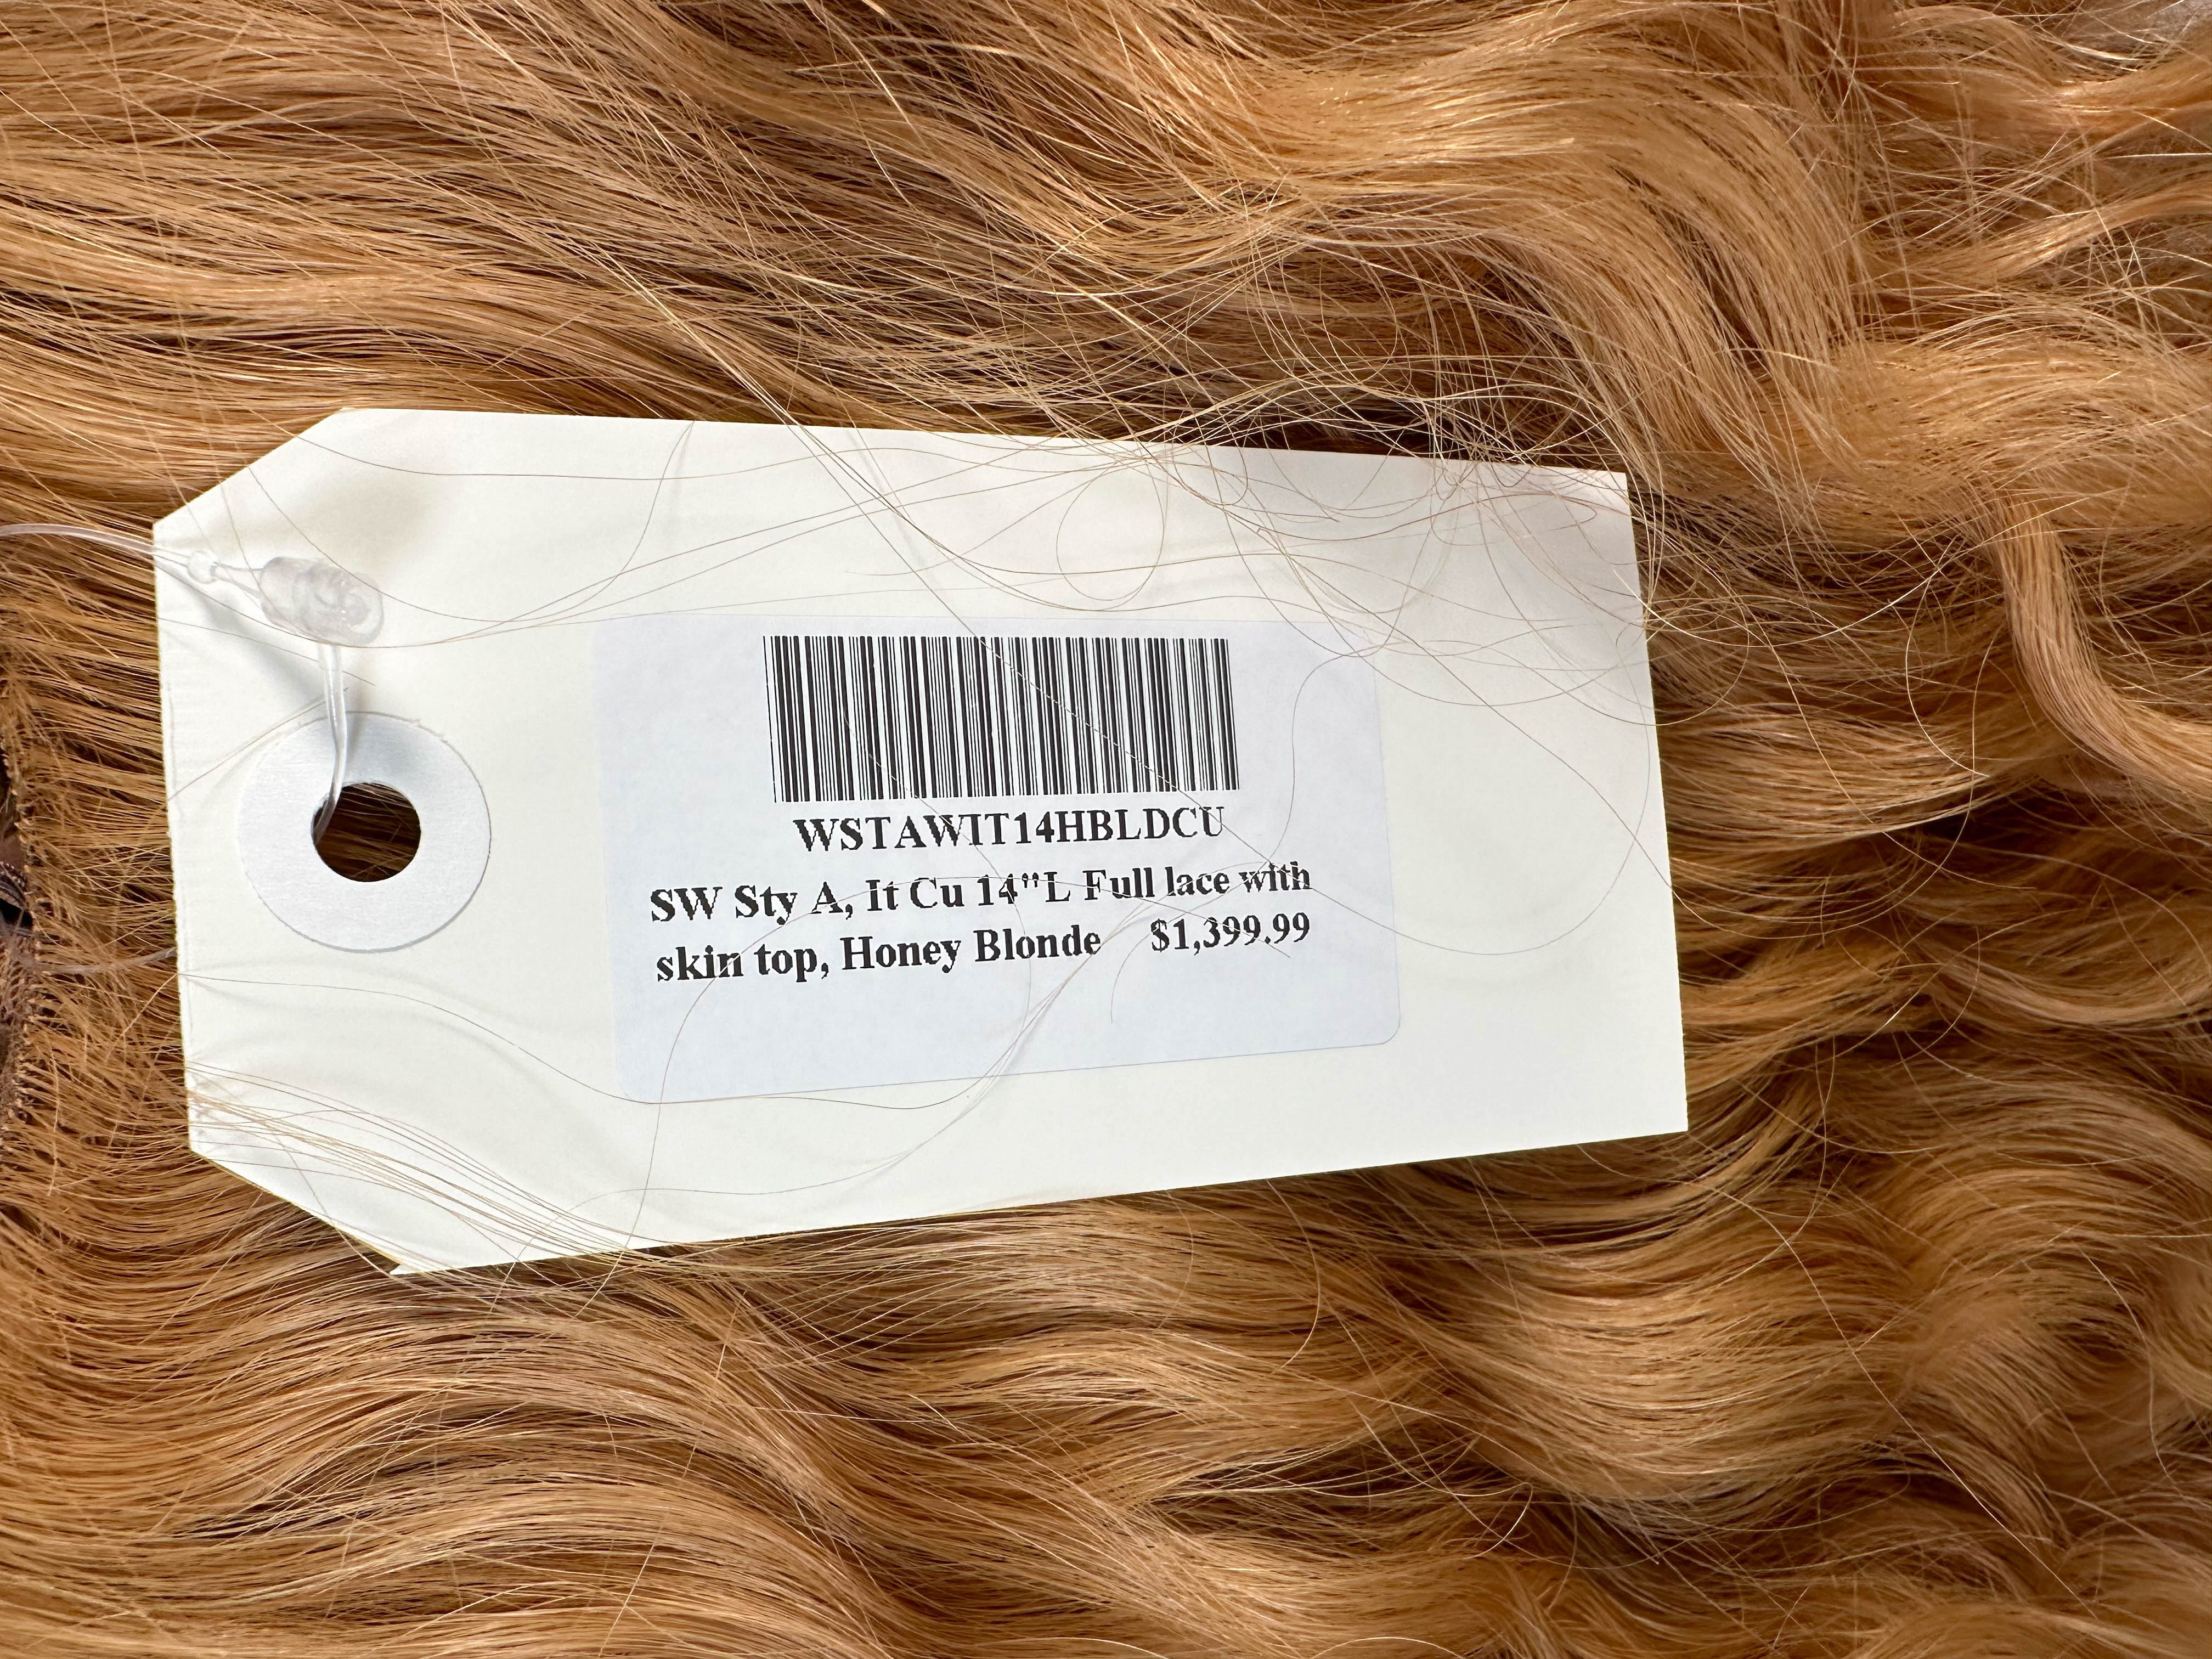 WSTAWIT14HBLDCU
SW Sty A, It Cu 14"L Full lace with
skin top, Honey Blonde $1,399.99